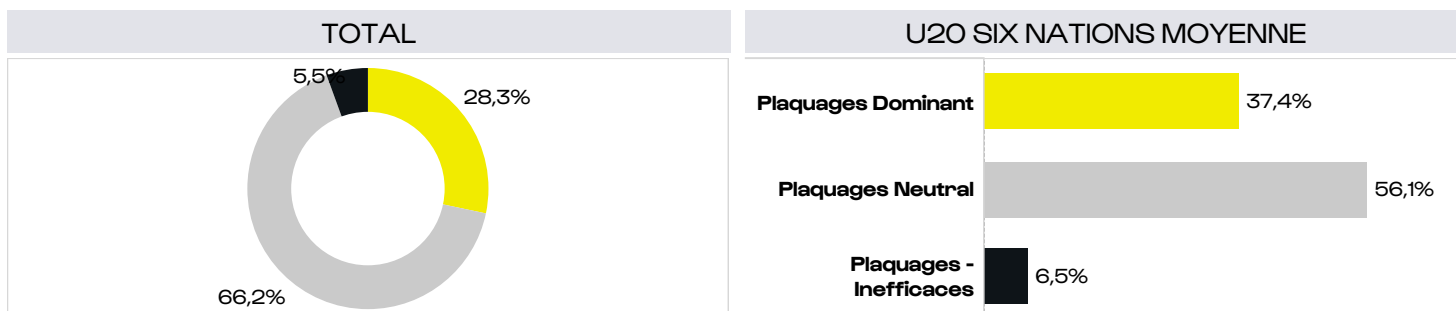 TOTAL
5,5%
28,3%
66,2%
U20 SIX NATIONS MOYENNE
Plaquages Dominant
37,4%
Plaquages Neutral
56,1%
Plaquages -
Inefficaces
6,5%